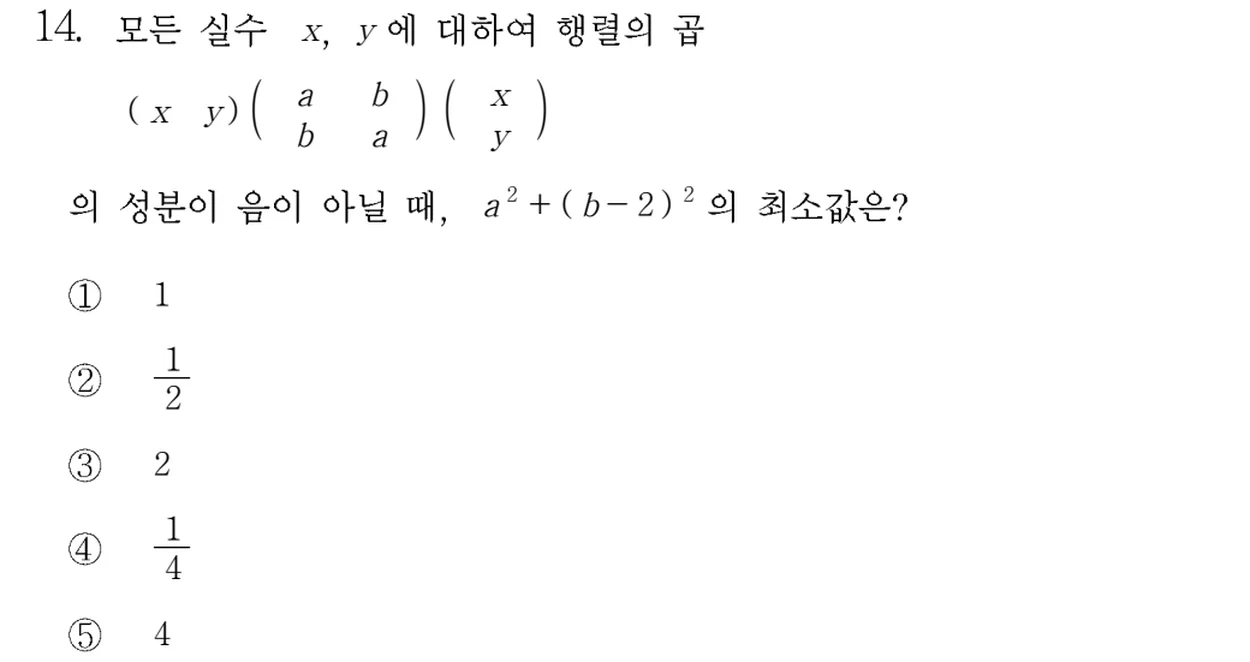 14. 모든 실수 x, y에 대하여 행렬의 곱
( x y ) ( a b
b a ) ( x
y )
의 성분이 음이 아닐 때, a² + ( b − 2 )² 의 최소값은?
① 1
② 1/2
③ 2
④ 1/4
⑤ 4